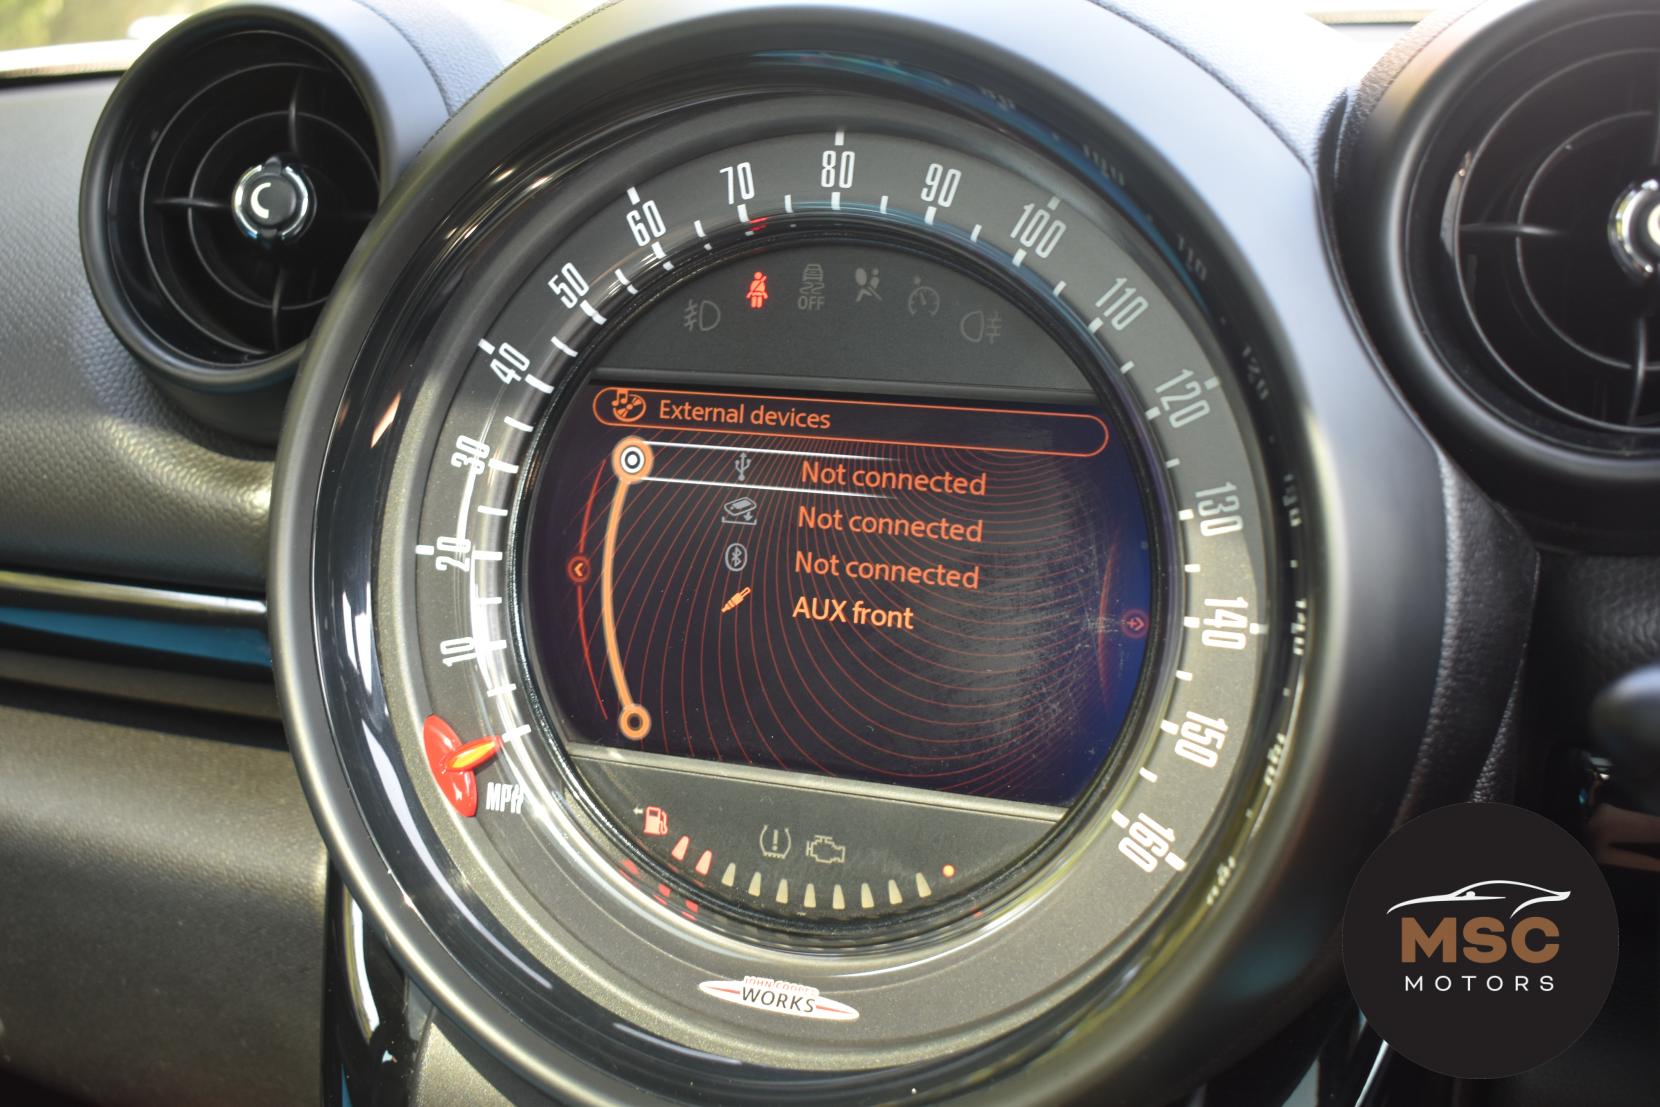 10
20
30
40
50
60
70
80
90
100
110
120
130
140
150
160
MPH
OFF
External devices
Not connected
Not connected
Not connected
AUX front
JOHN COOPER
WORKS
MSC
MOTORS